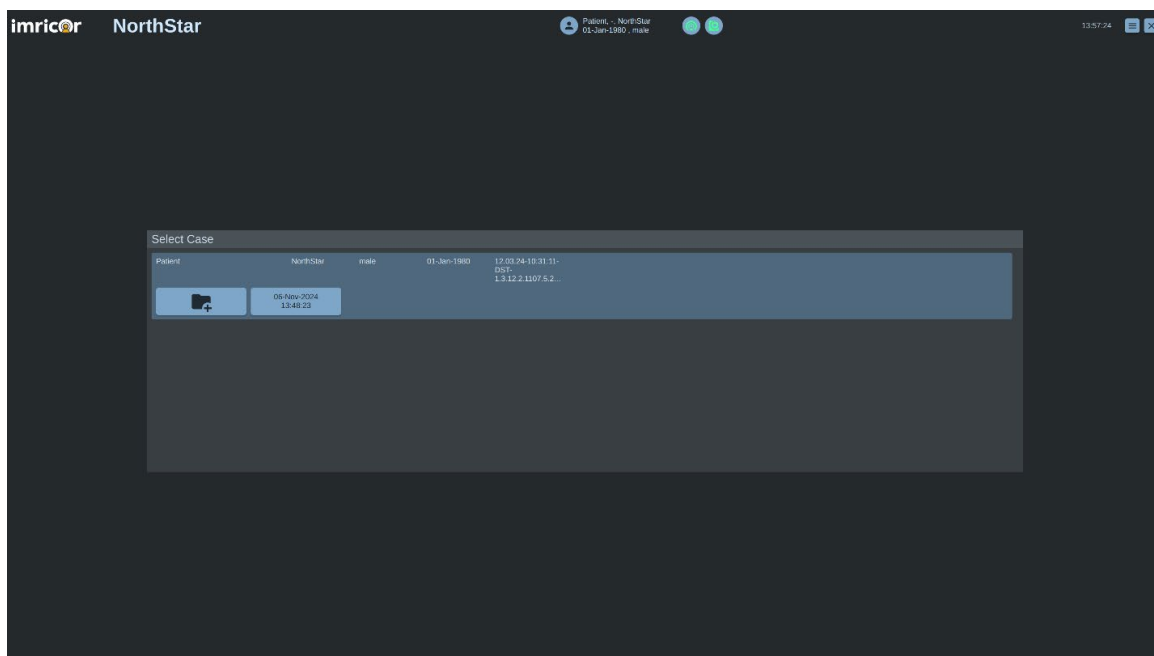 imricor
NorthStar
Patient, -, NorthStar
01-Jan-1980 , male
13:57:24
Select Case
Patient
NorthStar
male
01-Jan-1980
12.03.24-10:31:11-
DST-
1.3.12.2.1107.5.2...
06-Nov-2024
13:48:23